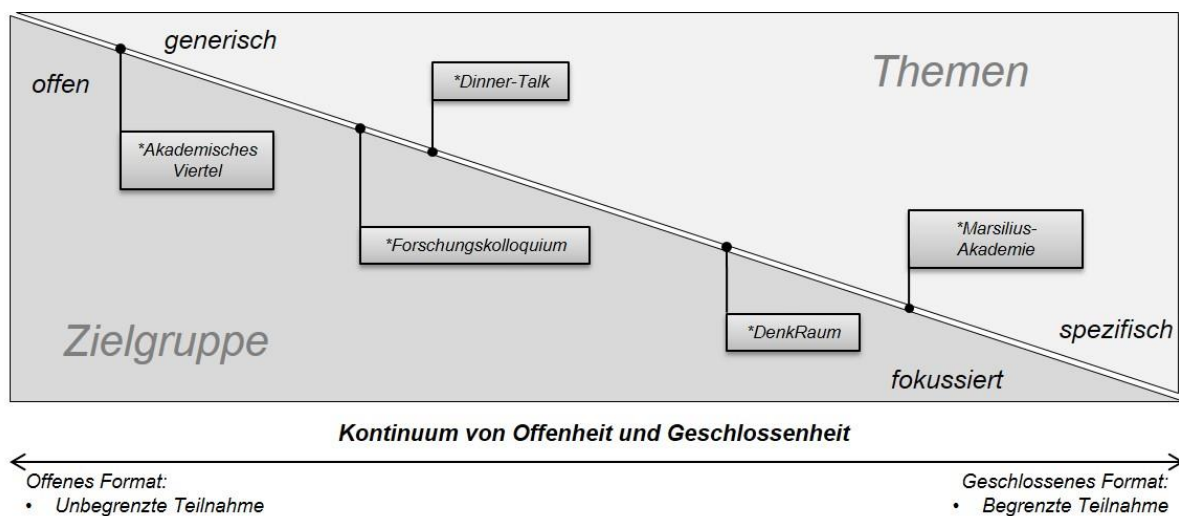 generisch
offen
Themen
*Dinner-Talk
*Akademisches
Viertel
*Forschungskolloquium
*Marsilius-
Akademie
Zielgruppe
*DenkRaum
spezifisch
fokussiert
Kontinuum von Offenheit und Geschlossenheit
Offenes Format:
• Unbegrenzte Teilnahme
Geschlossenes Format:
• Begrenzte Teilnahme